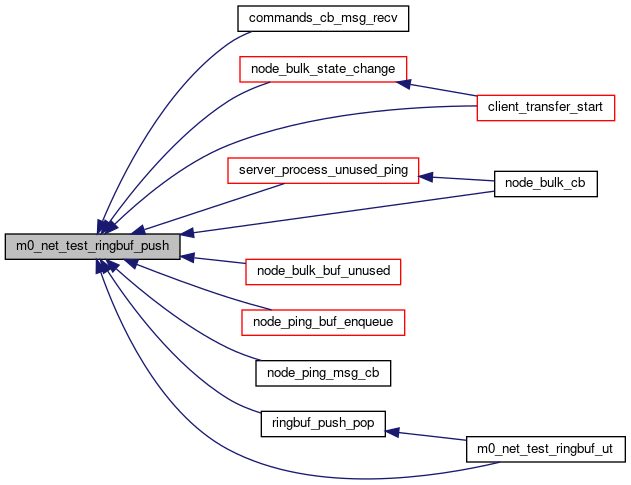 commands_cb_msg_recv
node_bulk_state_change
client_transfer_start
server_process_unused_ping
node_bulk_cb
m0_net_test_ringbuf_push
node_bulk_buf_unused
node_ping_buf_enqueue
node_ping_msg_cb
ringbuf_push_pop
m0_net_test_ringbuf_ut